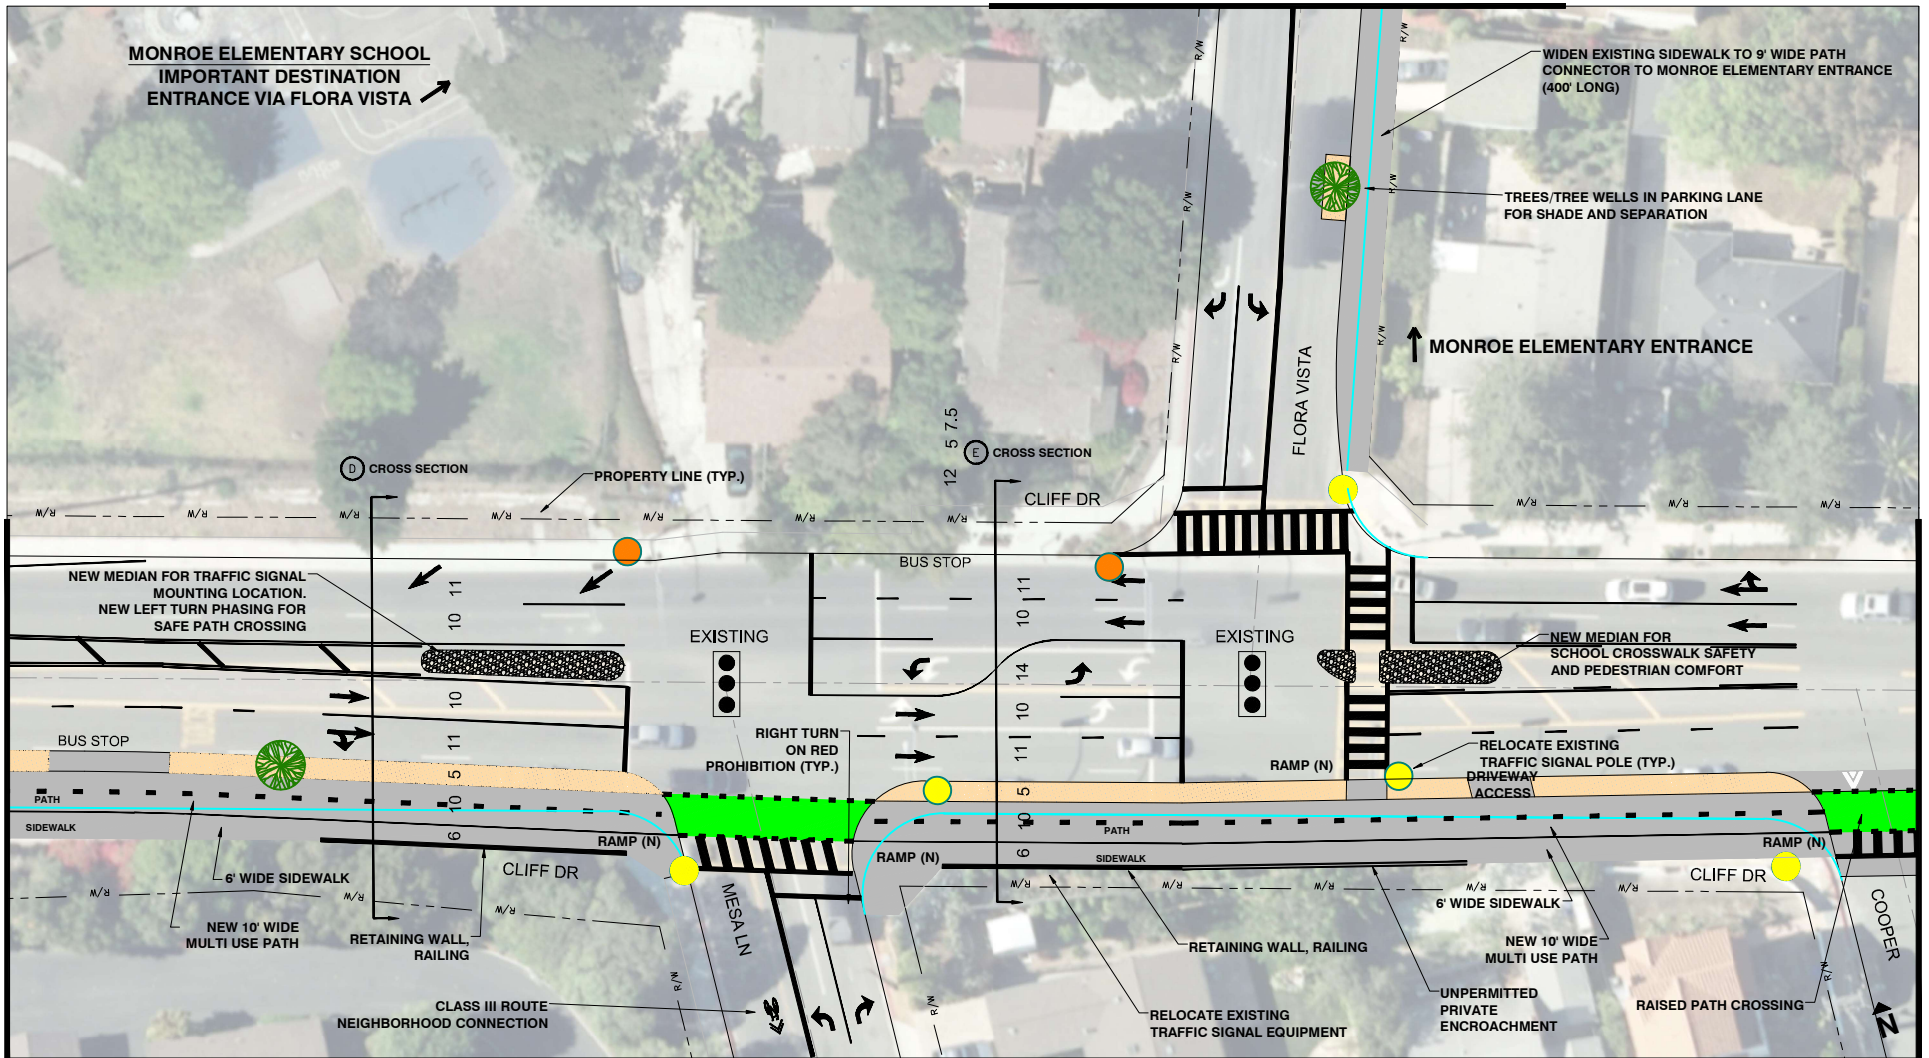 MONROE ELEMENTARY SCHOOL
IMPORTANT DESTINATION
ENTRANCE VIA FLORA VISTA
WIDEN EXISTING SIDEWALK TO 9' WIDE PATH
CONNECTOR TO MONROE ELEMENTARY ENTRANCE
(400' LONG)
R/W
R/W
TREES/TREE WELLS IN PARKING LANE
FOR SHADE AND SEPARATION
R/W
R/W
R/W
R/W
MONROE ELEMENTARY ENTRANCE
FLORA VISTA
12 5 7.5
D CROSS SECTION
E CROSS SECTION
PROPERTY LINE (TYP.)
CLIFF DR
R/W
R/W
R/W
R/W
R/W
R/W
R/W
R/W
R/W
R/W
BUS STOP
NEW MEDIAN FOR TRAFFIC SIGNAL
MOUNTING LOCATION.
NEW LEFT TURN PHASING FOR
SAFE PATH CROSSING
11
10
10
11
5
10
6
11
10
14
10
11
5
10
6
EXISTING
EXISTING
NEW MEDIAN FOR
SCHOOL CROSSWALK SAFETY
AND PEDESTRIAN COMFORT
BUS STOP
RIGHT TURN
ON RED
PROHIBITION (TYP.)
RAMP (N)
RELOCATE EXISTING
TRAFFIC SIGNAL POLE (TYP.)
DRIVEWAY
ACCESS
PATH
SIDEWALK
RAMP (N)
RAMP (N)
PATH
SIDEWALK
RAMP (N)
CLIFF DR
CLIFF DR
6' WIDE SIDEWALK
6' WIDE SIDEWALK
R/W
R/W
R/W
R/W
R/W
R/W
R/W
R/W
R/W
R/W
R/W
R/W
MESA LN
COOPER
NEW 10' WIDE
MULTI USE PATH
RETAINING WALL,
RAILING
RETAINING WALL, RAILING
NEW 10' WIDE
MULTI USE PATH
CLASS III ROUTE
NEIGHBORHOOD CONNECTION
RELOCATE EXISTING
TRAFFIC SIGNAL EQUIPMENT
UNPERMITTED
PRIVATE
ENCROACHMENT
RAISED PATH CROSSING
N